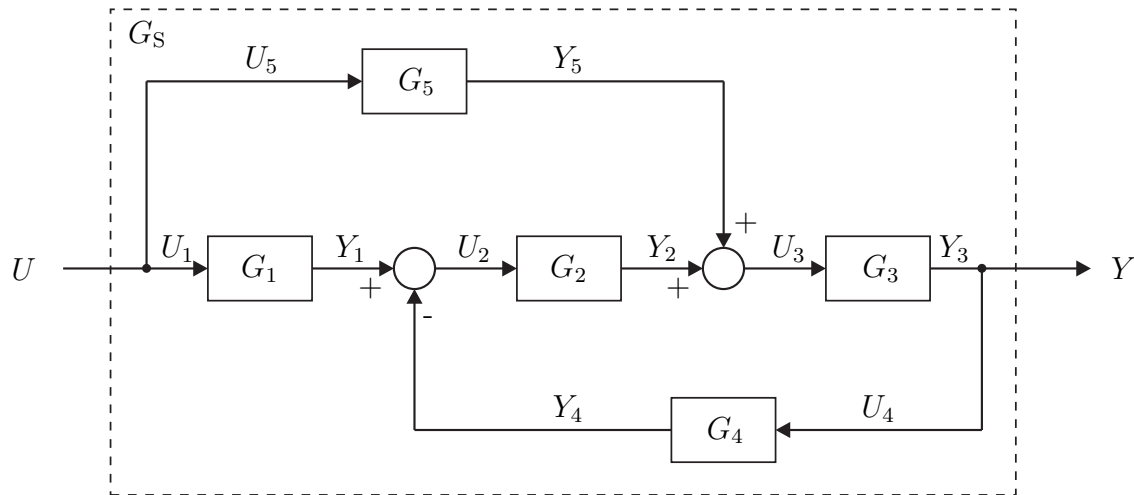 G_S
U_5 Y_5
G_5
+
U U_1 G_1 Y_1 U_2 G_2 Y_2 U_3 G_3 Y_3 Y
+ +
-
Y_4 U_4
G_4